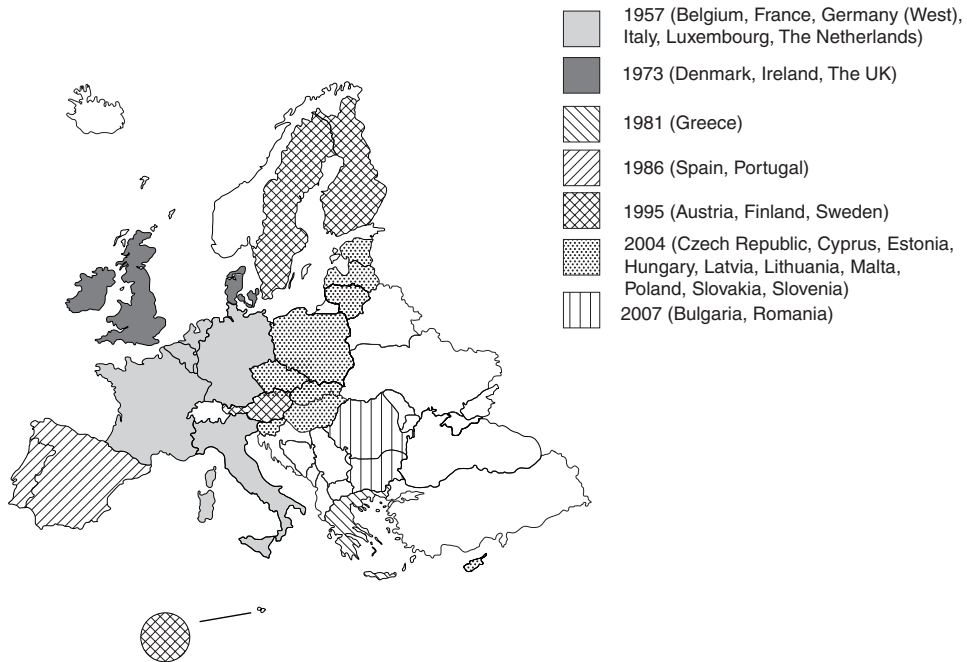 1957 (Belgium, France, Germany (West),
Italy, Luxembourg, The Netherlands)
1973 (Denmark, Ireland, The UK)
1981 (Greece)
1986 (Spain, Portugal)
1995 (Austria, Finland, Sweden)
2004 (Czech Republic, Cyprus, Estonia,
Hungary, Latvia, Lithuania, Malta,
Poland, Slovakia, Slovenia)
2007 (Bulgaria, Romania)